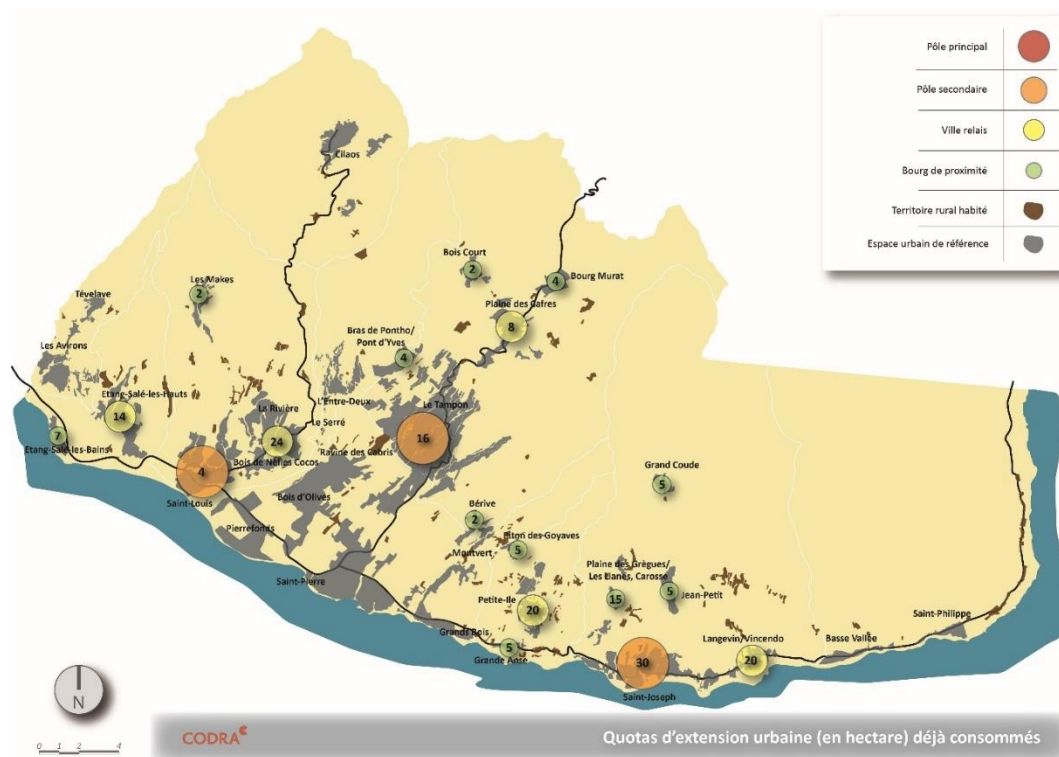 Pôle principal
Pôle secondaire
Ville relais
Bourg de proximité
Territoire rural habité
Espace urbain de référence
Cilaos
Bois Court
2
Bourg Murat
4
Les Makes
2
Tévelave
Plaine des Cafres
8
Bras de Pontho/
Pont d'Yves
4
Les Avirons
Etang-Salé-les-Hauts
14
L'Entre-Deux
La Rivière
Le Serré
24
Le Tampon
16
7
Etang-Salé-les-Bains
Ravine des Cabris
Bois de Nèfles Cocos
4
Saint-Louis
Bois d'Olives
Grand Coude
5
Pierrefonds
Bérive
2
Piton des-Goyaves
5
Montvert
Saint-Pierre
Plaine des Grègues/
Les Lianes, Carosse
15
5
Jean-Petit
Petite-Ile
20
Grands Bois
5
Grande Anse
30
Saint-Joseph
Langevin/Vincendo
20
Basse Vallée
Saint-Philippe
N
0 1 2 4
CODRA
Quotas d'extension urbaine (en hectare) déjà consommés